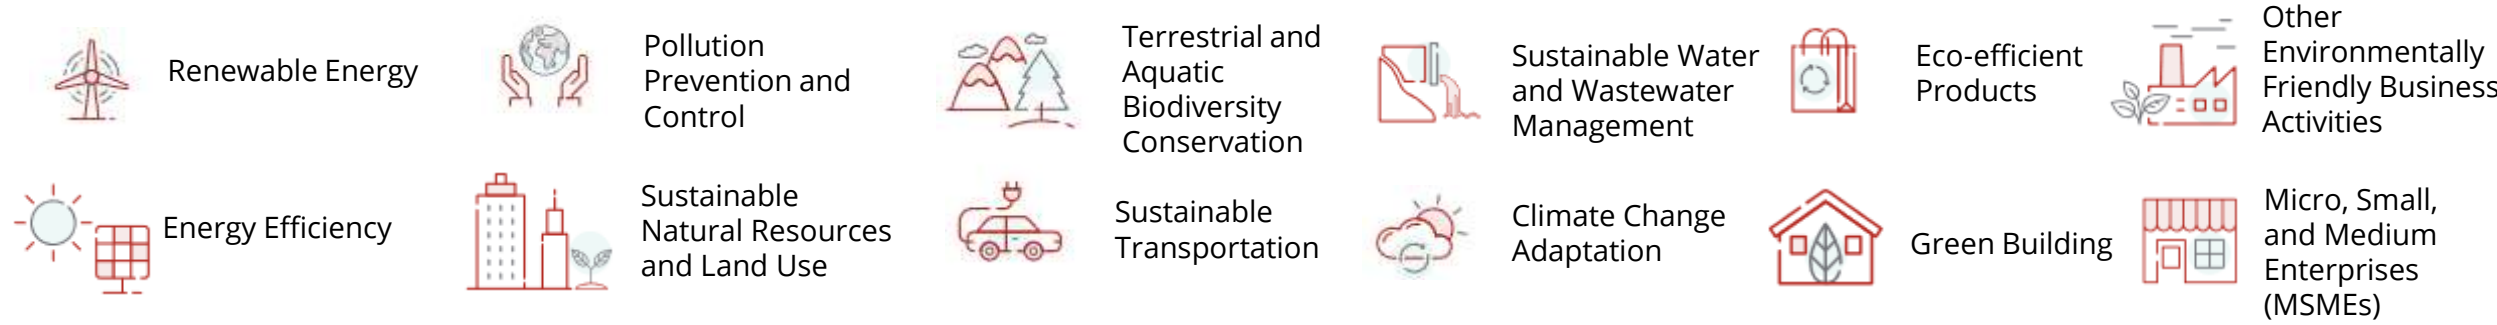 Renewable Energy
Pollution
Prevention and
Control
Terrestrial and
Aquatic
Biodiversity
Conservation
Sustainable Water
and Wastewater
Management
Eco-efficient
Products
Other
Environmentally
Friendly Business
Activities
Energy Efficiency
Sustainable
Natural Resources
and Land Use
Sustainable
Transportation
Climate Change
Adaptation
Green Building
Micro, Small,
and Medium
Enterprises
(MSMEs)